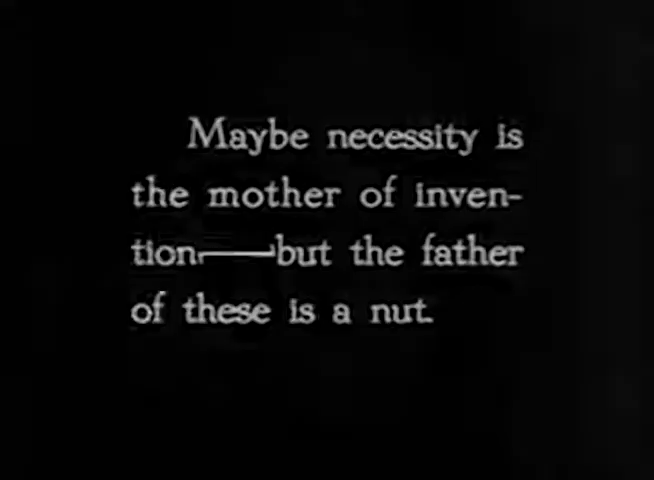 Maybe necessity is
the mother of inven-
tion——but the father
of these is a nut.